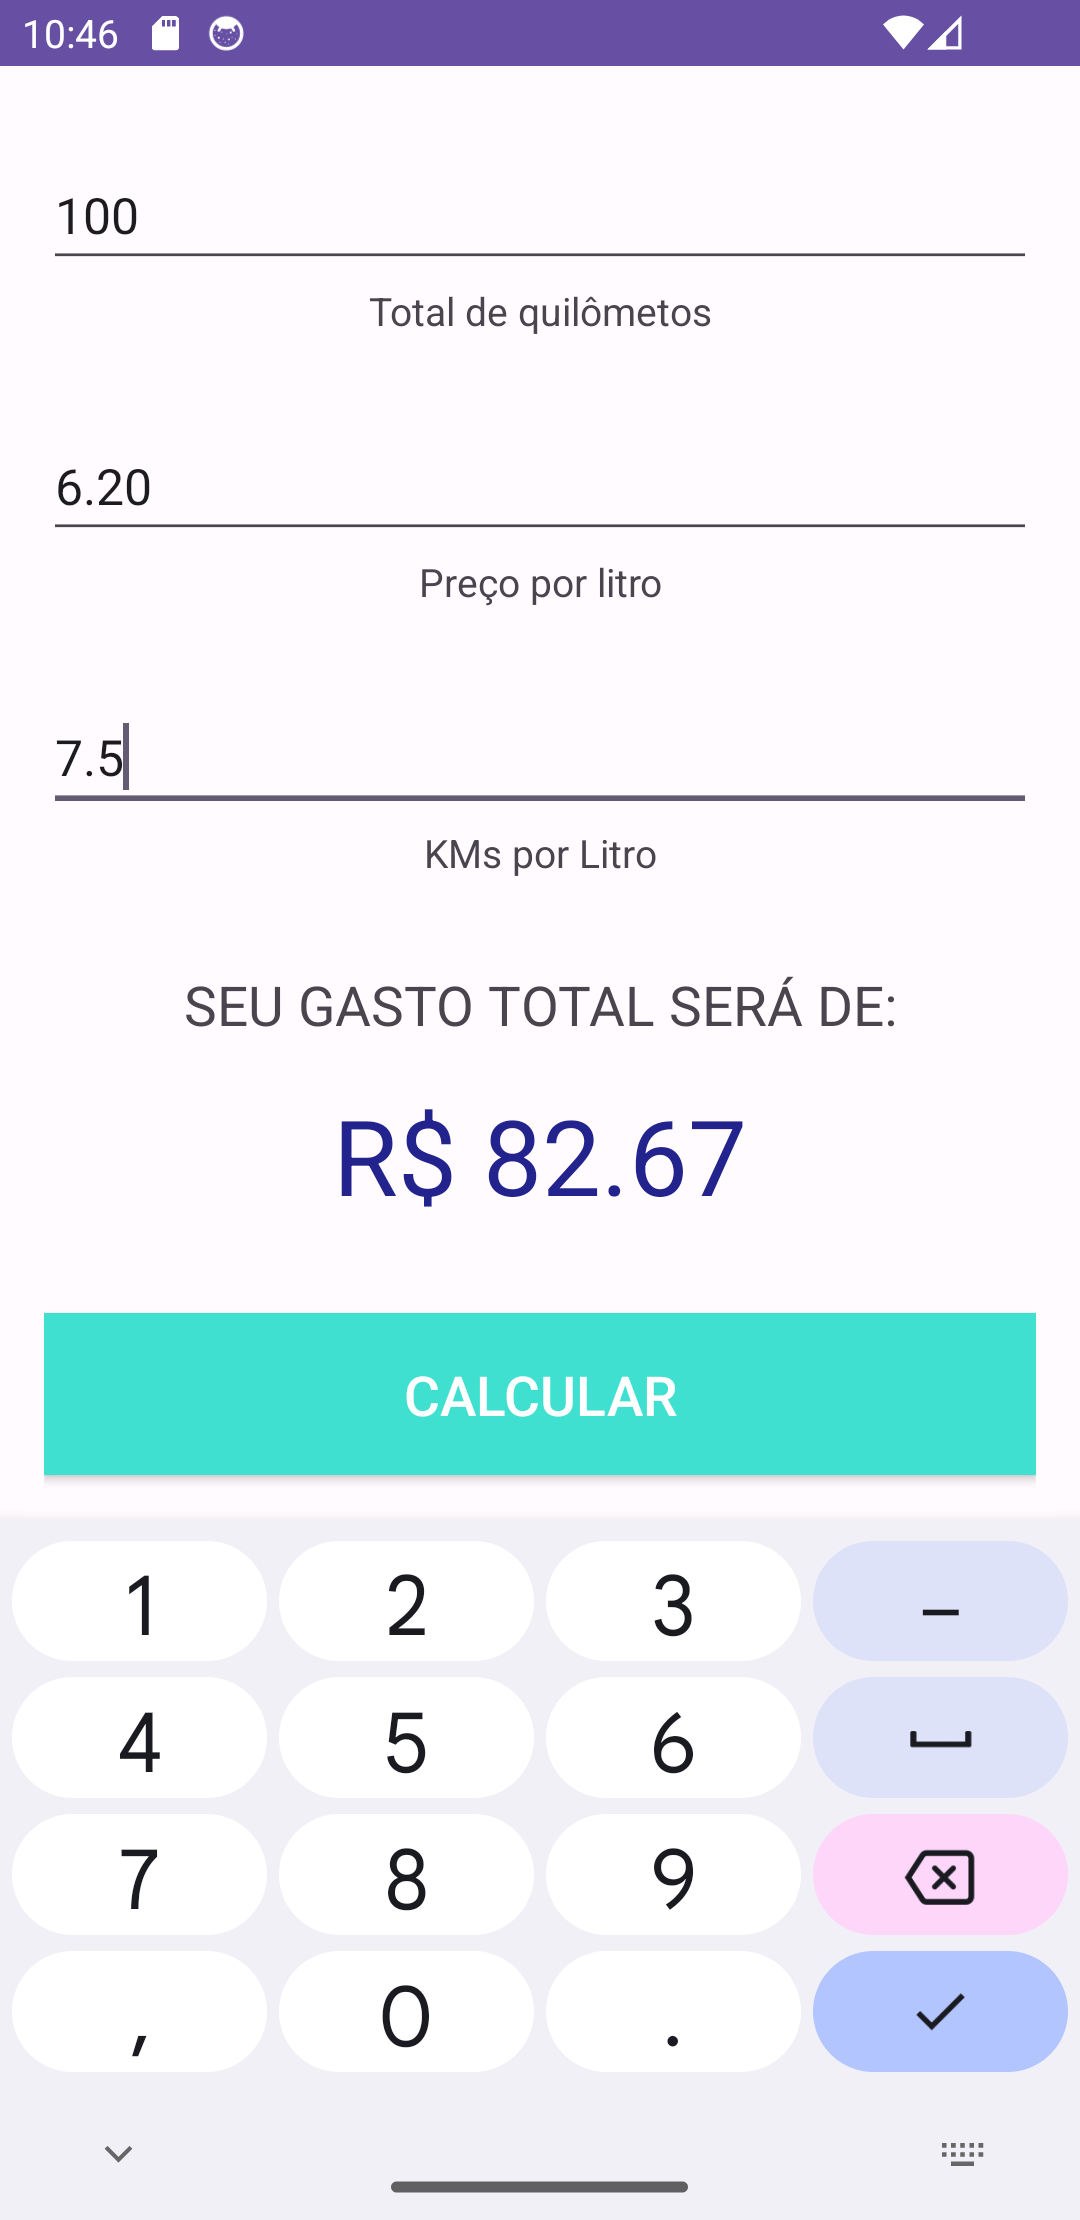 10:46
100
Total de quilômetos
6.20
Preço por litro
7.5
KMs por Litro
SEU GASTO TOTAL SERÁ DE:
R$ 82.67
CALCULAR
1 2 3 –
4 5 6
7 8 9
, 0 .